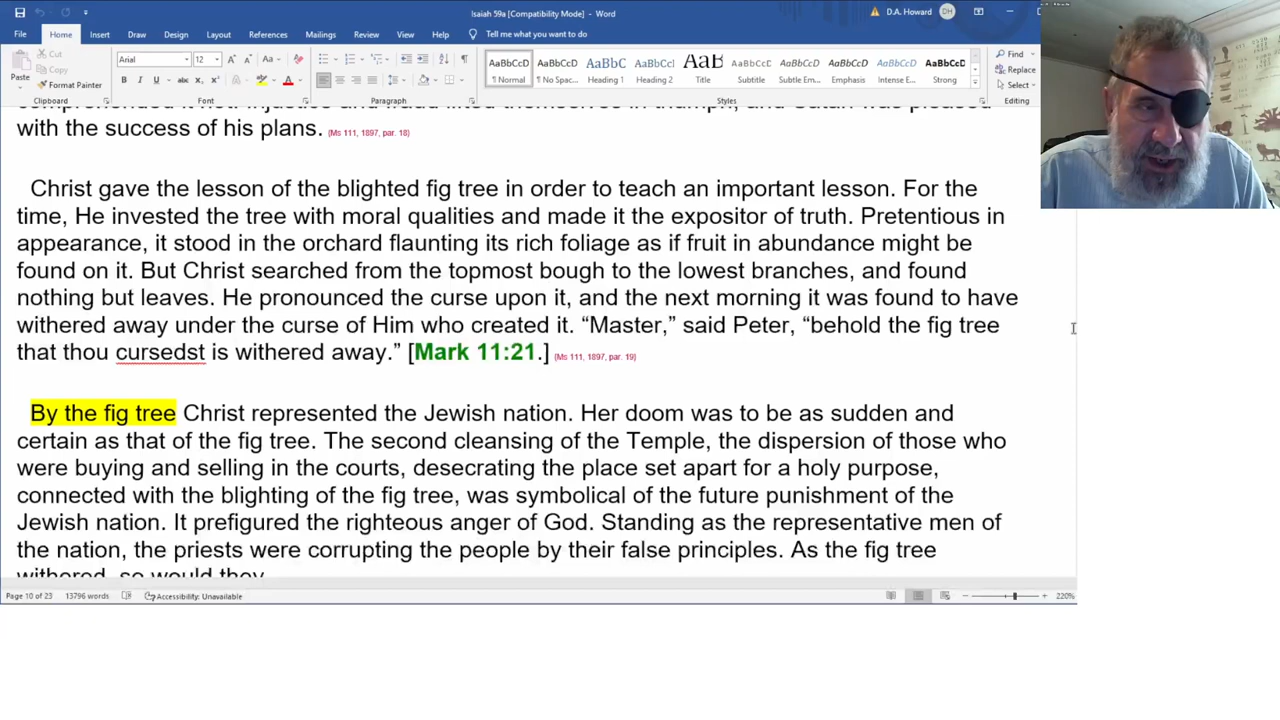 Isaiah 59a [Compatibility Mode] - Word
D.A. Howard
DH
File Home Insert Draw Design Layout References Mailings Review View Help Tell me what you want to do
Paste
Cut
Copy
Format Painter
Clipboard
Arial 12
Font
Paragraph
AaBbCcD AaBbCcD AaBbC AaBbCcl AaB AaBbCcD AaBbCcD AaBbCcD AaBbCcD AaBbCcD
¶ Normal ¶ No Spac... Heading 1 Heading 2 Title Subtitle Subtle Em... Emphasis Intense E... Strong
Styles
Find
Replace
Select
Editing
with the success of his plans. (Ms 111, 1897, par. 18)
Christ gave the lesson of the blighted fig tree in order to teach an important lesson. For the
time, He invested the tree with moral qualities and made it the expositor of truth. Pretentious in
appearance, it stood in the orchard flaunting its rich foliage as if fruit in abundance might be
found on it. But Christ searched from the topmost bough to the lowest branches, and found
nothing but leaves. He pronounced the curse upon it, and the next morning it was found to have
withered away under the curse of Him who created it. “Master,” said Peter, “behold the fig tree
that thou cursedst is withered away.” [Mark 11:21.] (Ms 111, 1897, par. 19)
By the fig tree Christ represented the Jewish nation. Her doom was to be as sudden and
certain as that of the fig tree. The second cleansing of the Temple, the dispersion of those who
were buying and selling in the courts, desecrating the place set apart for a holy purpose,
connected with the blighting of the fig tree, was symbolical of the future punishment of the
Jewish nation. It prefigured the righteous anger of God. Standing as the representative men of
the nation, the priests were corrupting the people by their false principles. As the fig tree
withered, so would they
Page 10 of 23 13796 words Accessibility: Unavailable 220%